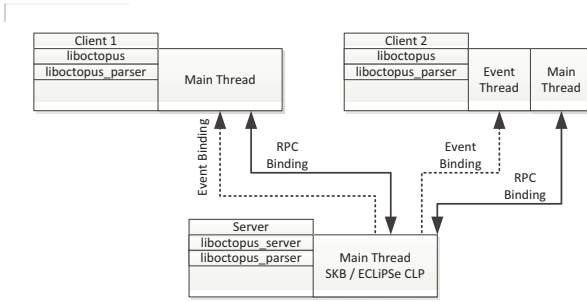 Client 1
liboctopus
liboctopus_parser
Main Thread
Client 2
liboctopus
liboctopus_parser
Event
Thread
Main
Thread
Event Binding
RPC
Binding
Event
Binding
RPC
Binding
Server
liboctopus_server
liboctopus_parser
Main Thread
SKB / ECLiPSe CLP